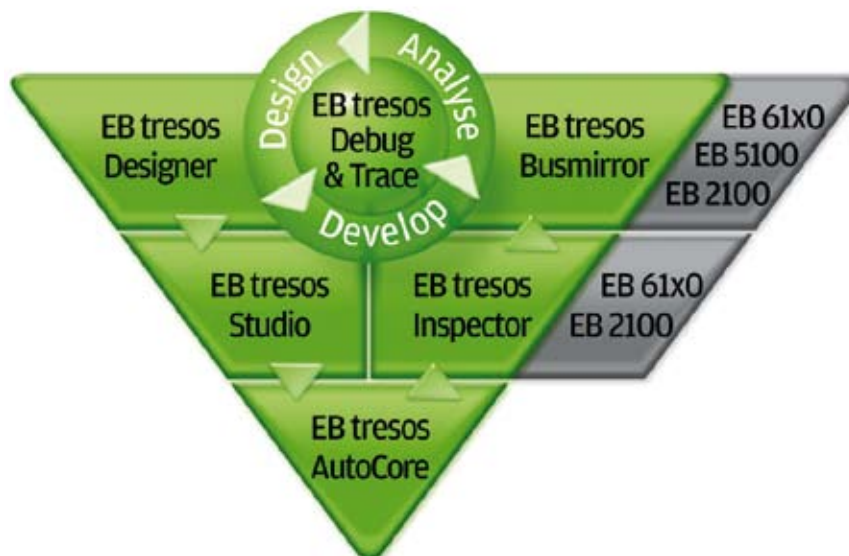 Design
Analyse
Develop
EB tresos
Debug
& Trace
EB tresos
Designer
EB tresos
Busmirror
EB 61x0
EB 5100
EB 2100
EB tresos
Studio
EB tresos
Inspector
EB 61x0
EB 2100
EB tresos
AutoCore